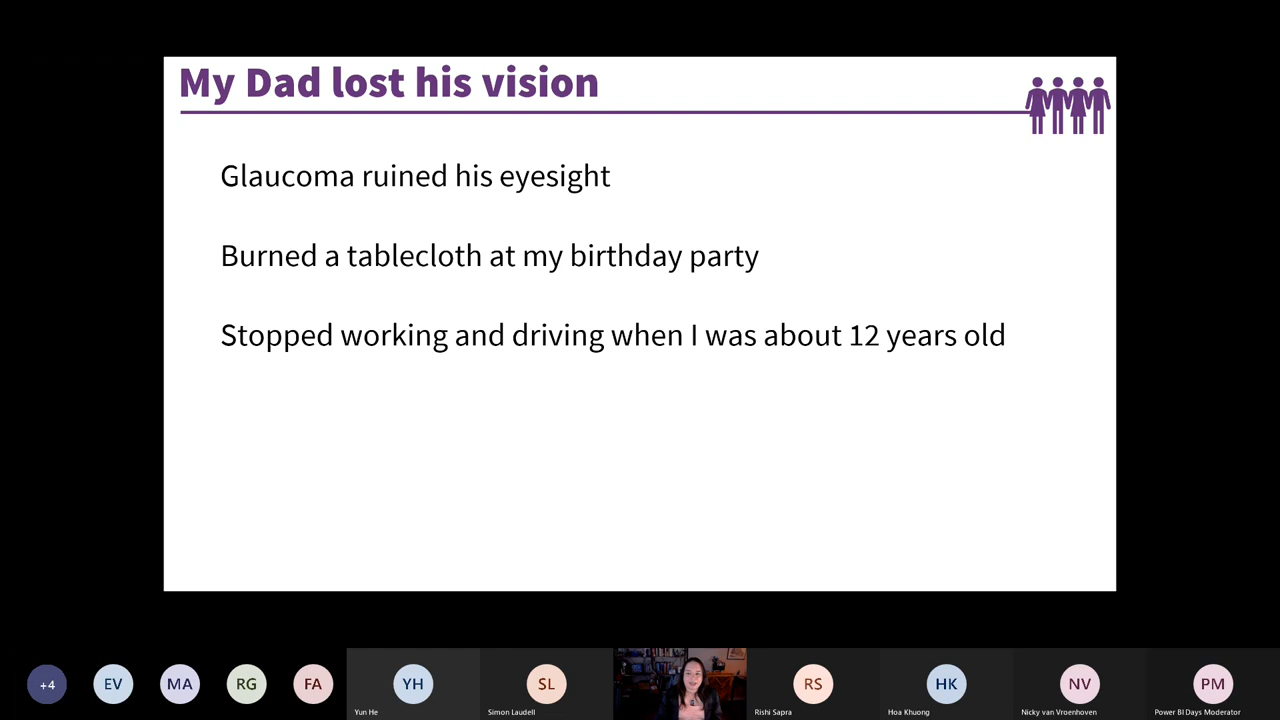 My Dad lost his vision
Glaucoma ruined his eyesight
Burned a tablecloth at my birthday party
Stopped working and driving when I was about 12 years old
+4
EV
MA
RG
FA
YH
SL
RS
HK
NV
PM
Yun He
Simon Laudell
Rishi Sapra
Hoa Khuong
Nicky van Vroenhoven
Power BI Days Moderator